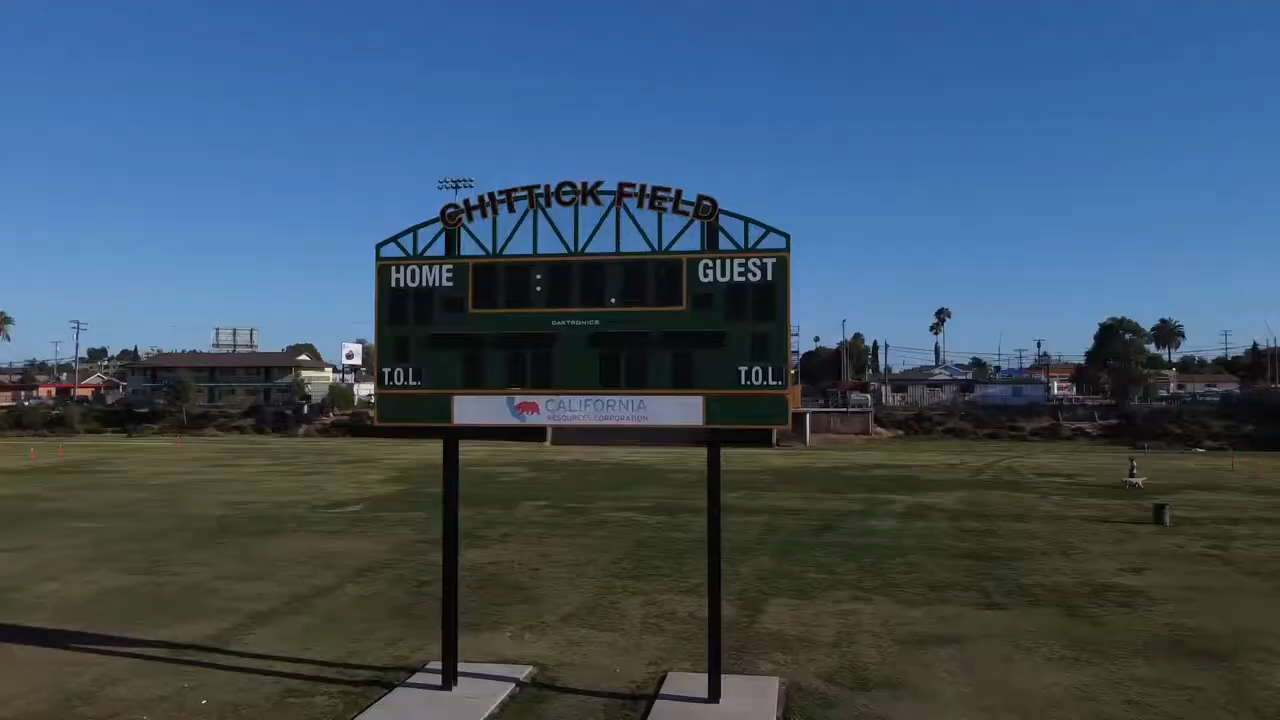 CHITTICK FIELD
HOME
GUEST
DAKTRONICS
T.O.L.
T.O.L.
CALIFORNIA
RESOURCES CORPORATION